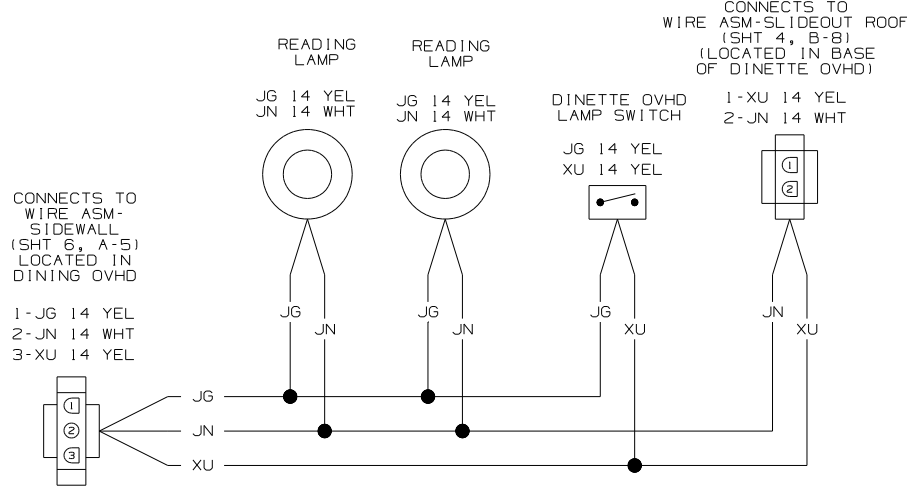 CONNECTS TO
WIRE ASM-SLIDEOUT ROOF
(SHT 4, B-8)
(LOCATED IN BASE
OF DINETTE OVHD)
1-XU 14 YEL
2-JN 14 WHT
READING
LAMP
JG 14 YEL
JN 14 WHT
READING
LAMP
JG 14 YEL
JN 14 WHT
DINETTE OVHD
LAMP SWITCH
JG 14 YEL
XU 14 YEL
1
2
CONNECTS TO
WIRE ASM-
SIDEWALL
(SHT 6, A-5)
LOCATED IN
DINING OVHD
1-JG 14 YEL
2-JN 14 WHT
3-XU 14 YEL
JG
JN
JG
JN
JG
XU
JN
XU
1
2
3
JG
JN
XU